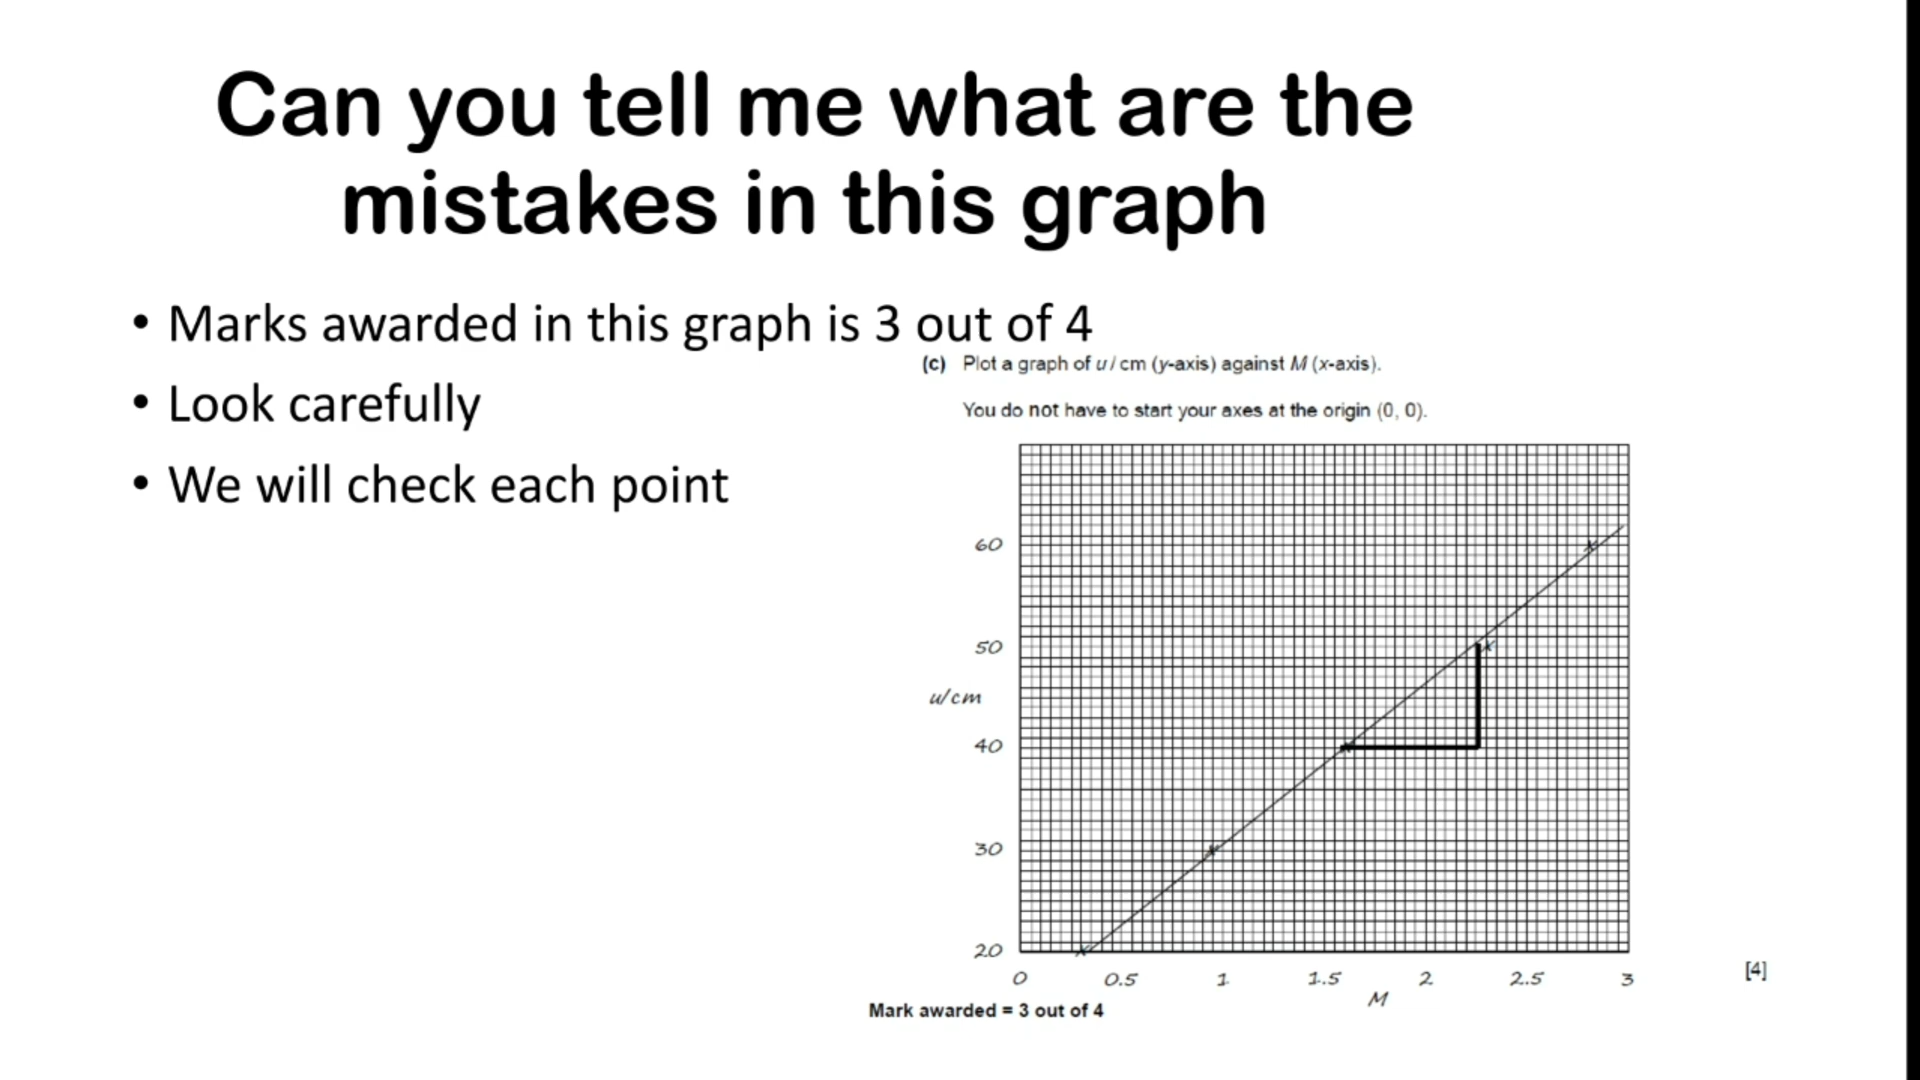 Can you tell me what are the
mistakes in this graph
• Marks awarded in this graph is 3 out of 4
• Look carefully
• We will check each point
(c) Plot a graph of u / cm (y-axis) against M (x-axis).
You do not have to start your axes at the origin (0, 0).
60
50
u/cm
40
30
20
0 0.5 1 1.5 2 2.5 3
M
[4]
Mark awarded = 3 out of 4